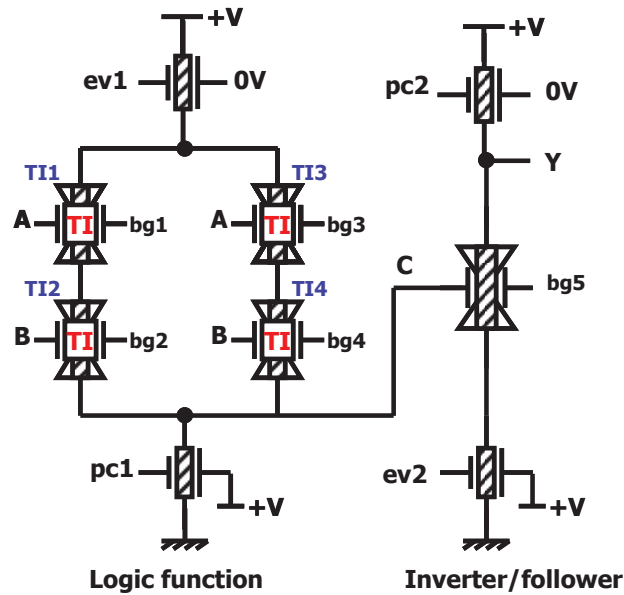 +V
+V
ev1
0V
pc2
0V
Y
TI1
TI3
A
TI
bg1
A
TI
bg3
C
bg5
TI2
TI4
B
TI
bg2
B
TI
bg4
pc1
+V
ev2
+V
Logic function
Inverter/follower